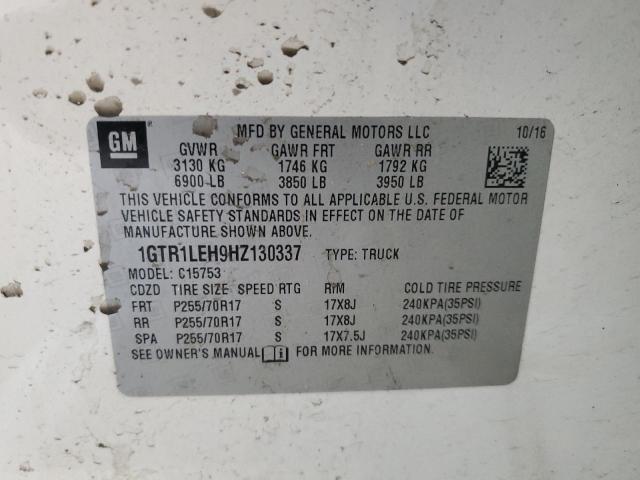 GM
MFD BY GENERAL MOTORS LLC 10/16
GVWR GAWR FRT GAWR RR
3130 KG 1746 KG 1792 KG
6900 LB 3850 LB 3950 LB
THIS VEHICLE CONFORMS TO ALL APPLICABLE U.S. FEDERAL MOTOR
VEHICLE SAFETY STANDARDS IN EFFECT ON THE DATE OF
MANUFACTURE SHOWN ABOVE.
1GTR1LEH9HZ130337 TYPE: TRUCK
MODEL: C15753
CDZD TIRE SIZE SPEED RTG RIM COLD TIRE PRESSURE
FRT P255/70R17 S 17X8J 240KPA(35PSI)
RR P255/70R17 S 17X8J 240KPA(35PSI)
SPA P255/70R17 S 17X7.5J 240KPA(35PSI)
SEE OWNER'S MANUAL FOR MORE INFORMATION.